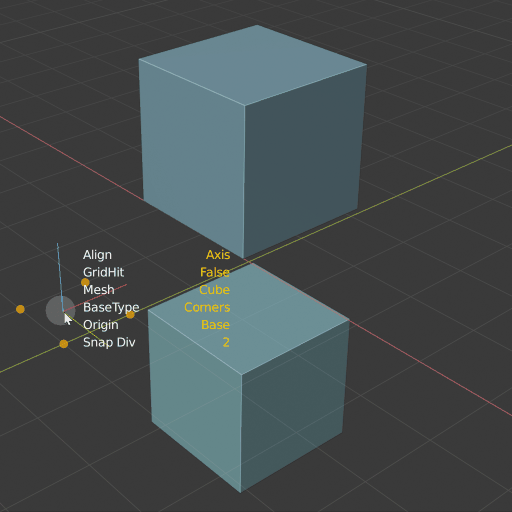 Align Axis
GridHit False
Mesh Cube
BaseType Corners
Origin Base
Snap Div 2